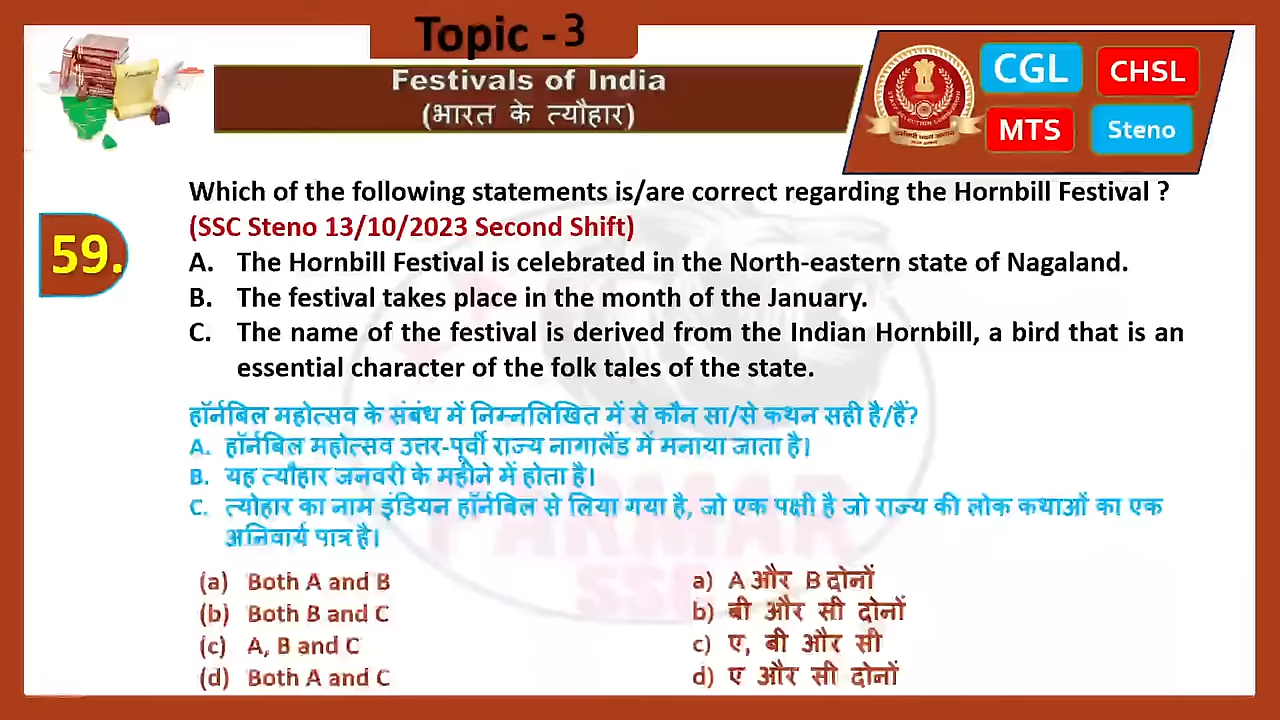 Topic - 3
Festivals of India
(भारत के त्यौहार)
CGL
CHSL
MTS
Steno
59.
Which of the following statements is/are correct regarding the Hornbill Festival ?
(SSC Steno 13/10/2023 Second Shift)
A. The Hornbill Festival is celebrated in the North-eastern state of Nagaland.
B. The festival takes place in the month of the January.
C. The name of the festival is derived from the Indian Hornbill, a bird that is an
essential character of the folk tales of the state.
हॉर्नबिल महोत्सव के संबंध में निम्नलिखित में से कौन सा/से कथन सही है/हैं?
A. हॉर्नबिल महोत्सव उत्तर-पूर्वी राज्य नागालैंड में मनाया जाता है।
B. यह त्यौहार जनवरी के महीने में होता है।
C. त्योहार का नाम इंडियन हॉर्नबिल से लिया गया है, जो एक पक्षी है जो राज्य की लोक कथाओं का एक
अनिवार्य पात्र है।
(a) Both A and B
(b) Both B and C
(c) A, B and C
(d) Both A and C
a) A और B दोनों
b) बी और सी दोनों
c) ए, बी और सी
d) ए और सी दोनों
PARMAR
SSC